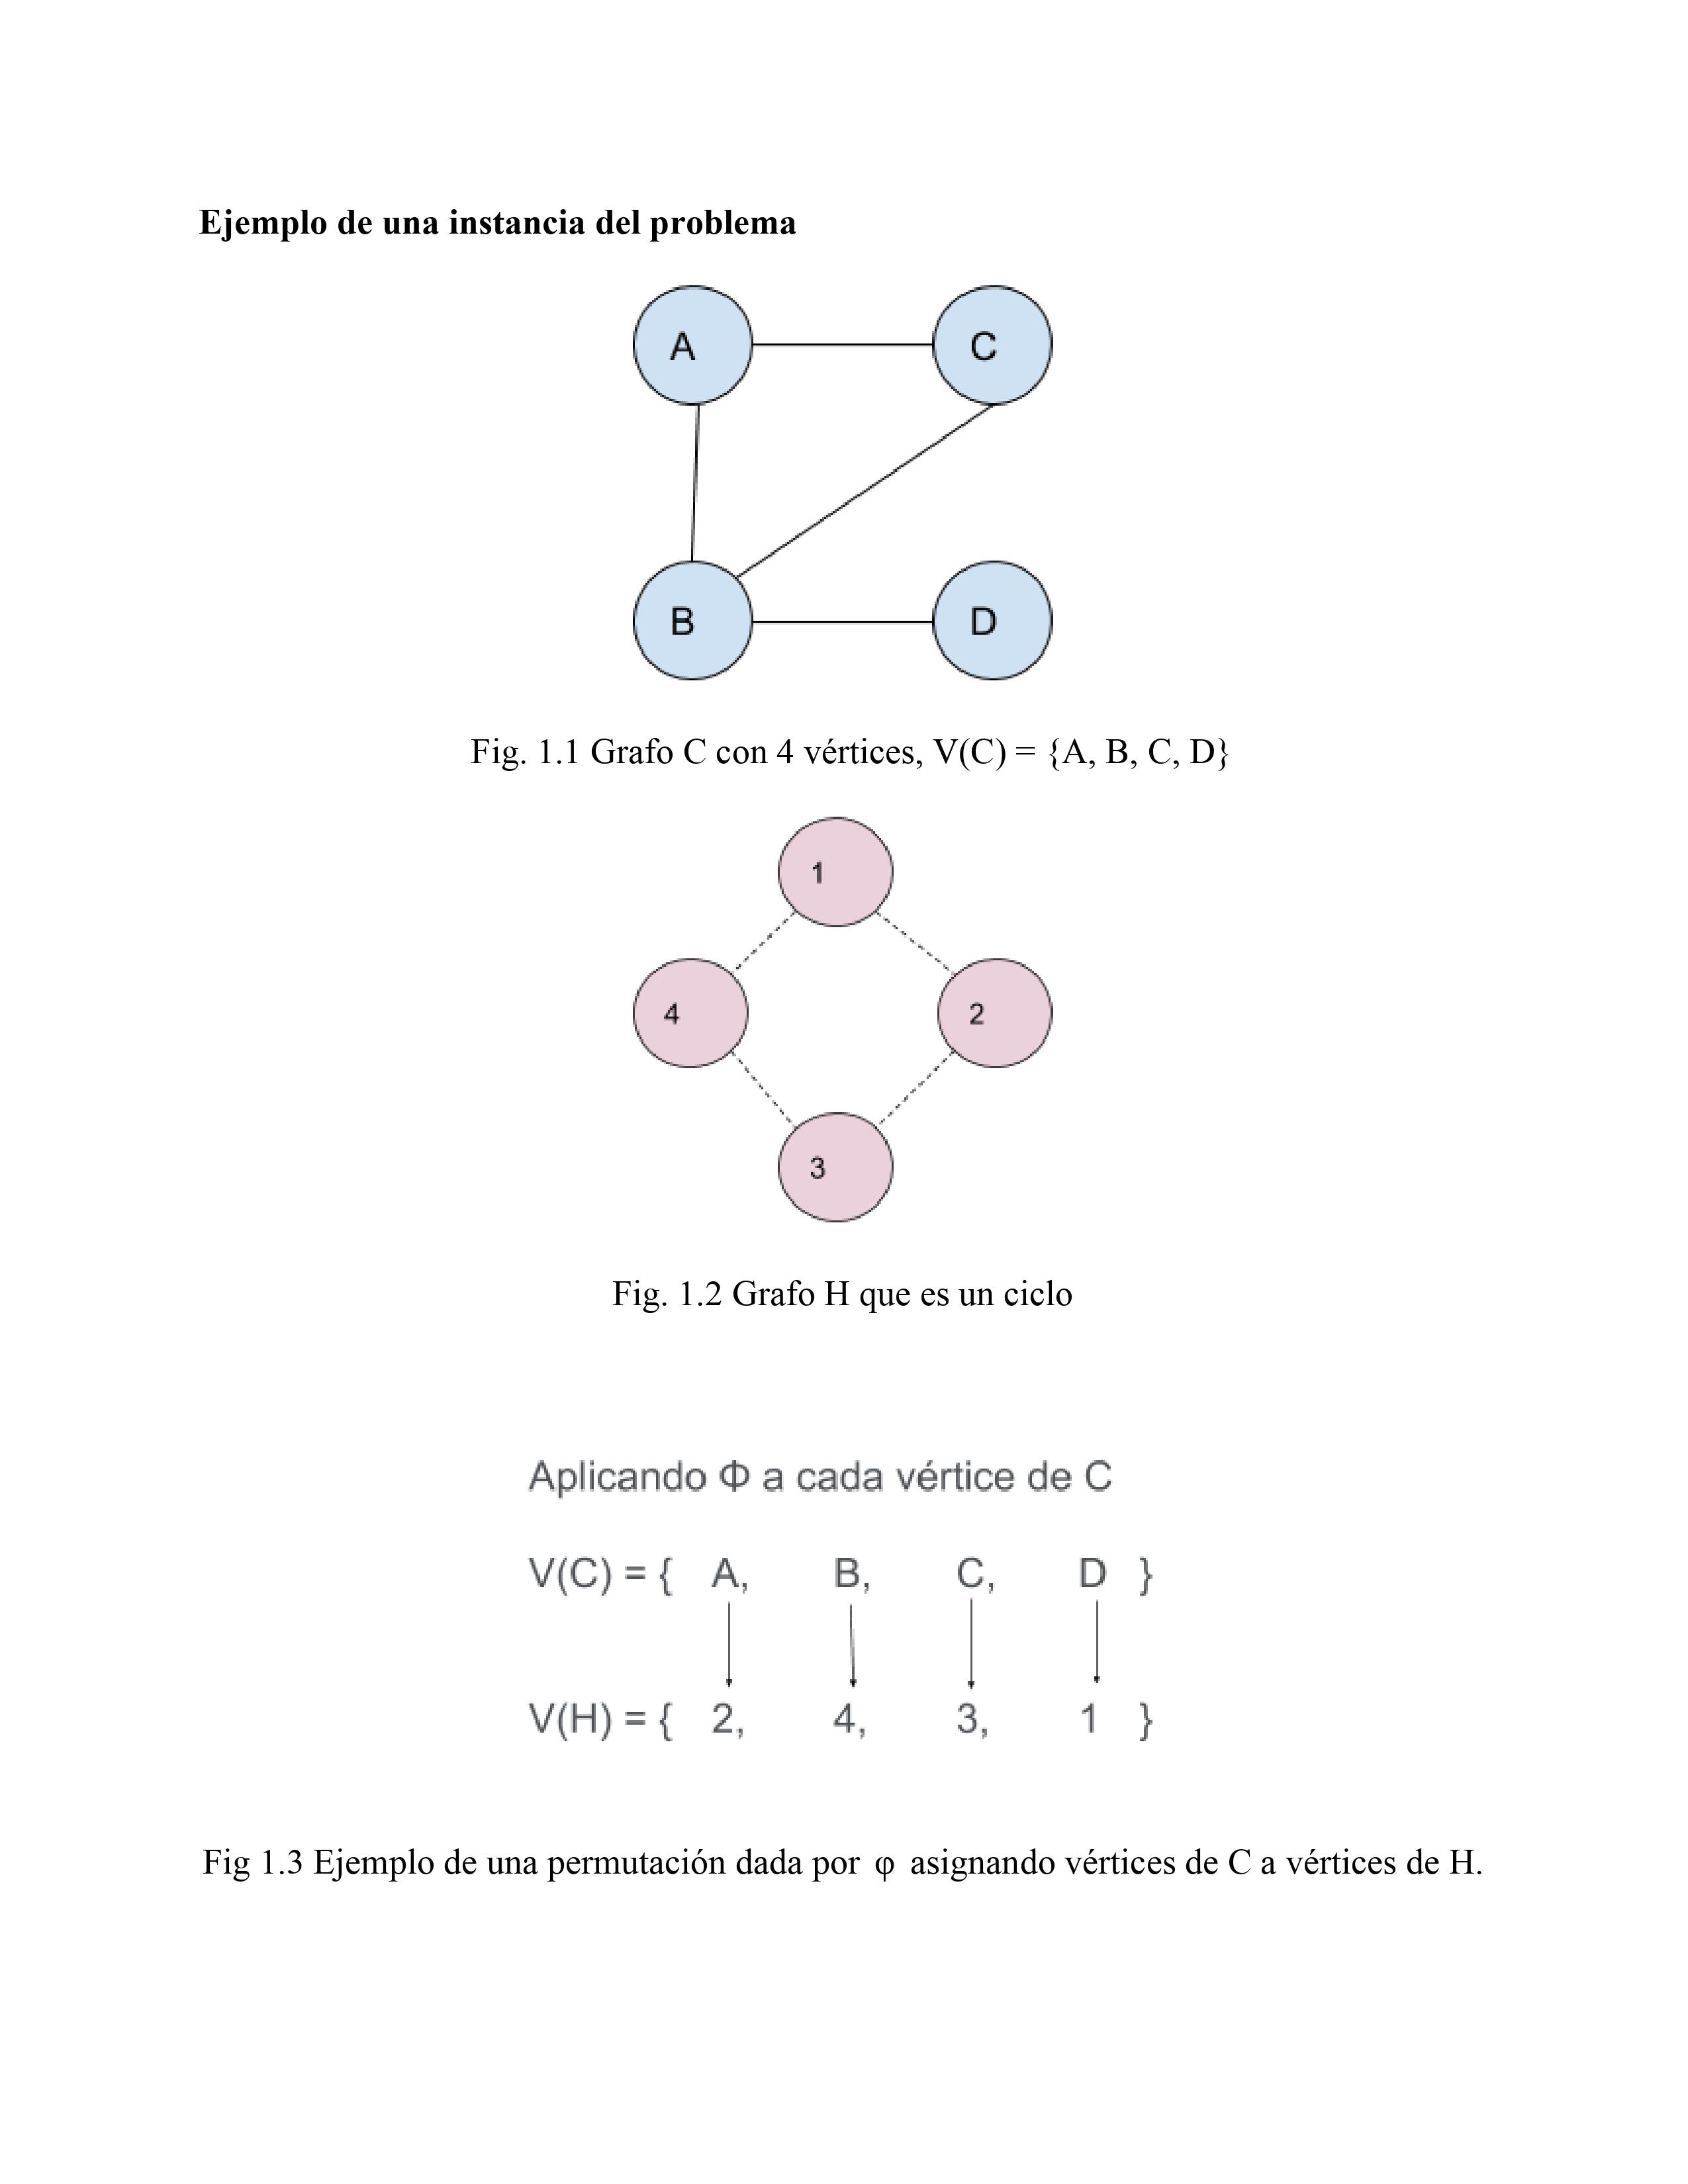 Ejemplo de una instancia del problema
A
C
B
D
Fig. 1.1 Grafo C con 4 vértices, V(C) = {A, B, C, D}
1
4
2
3
Fig. 1.2 Grafo H que es un ciclo
Aplicando Φ a cada vértice de C
V(C) = { A, B, C, D }
V(H) = { 2, 4, 3, 1 }
Fig 1.3 Ejemplo de una permutación dada por φ asignando vértices de C a vértices de H.